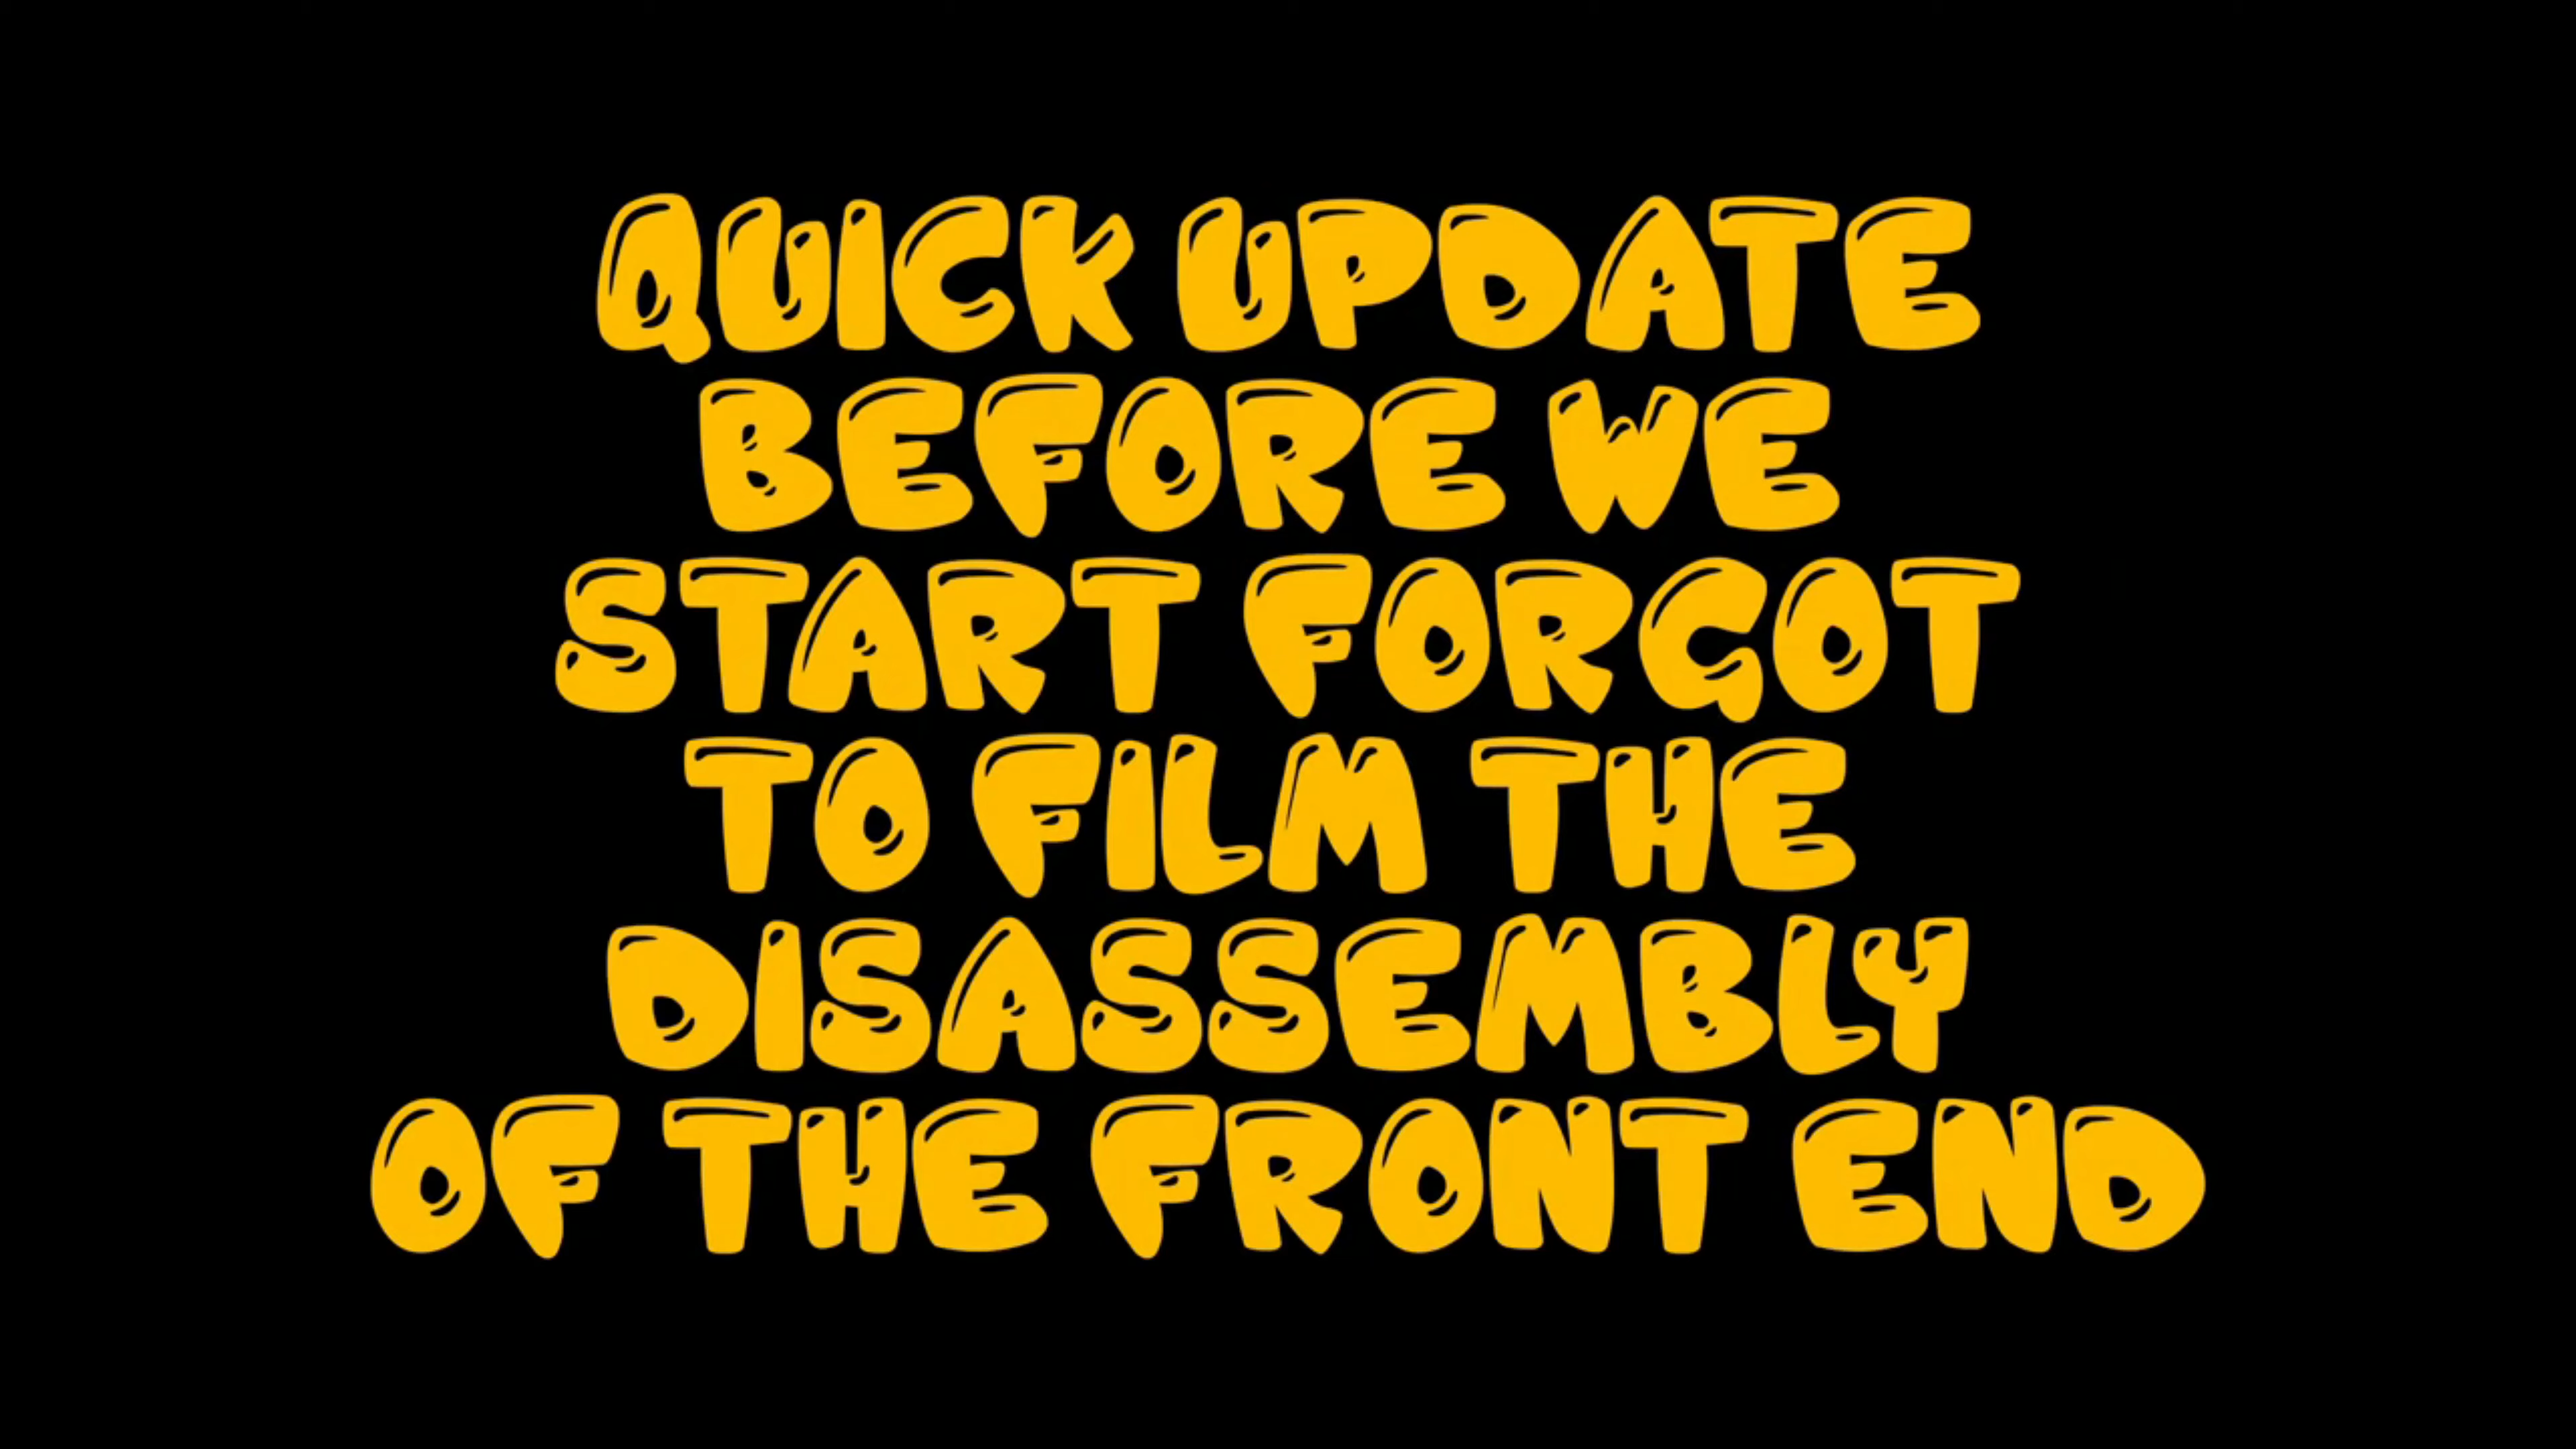 QUICK UPDATE
BEFORE WE
START FORGOT
TO FILM THE
DISASSEMBLY
OF THE FRONT END